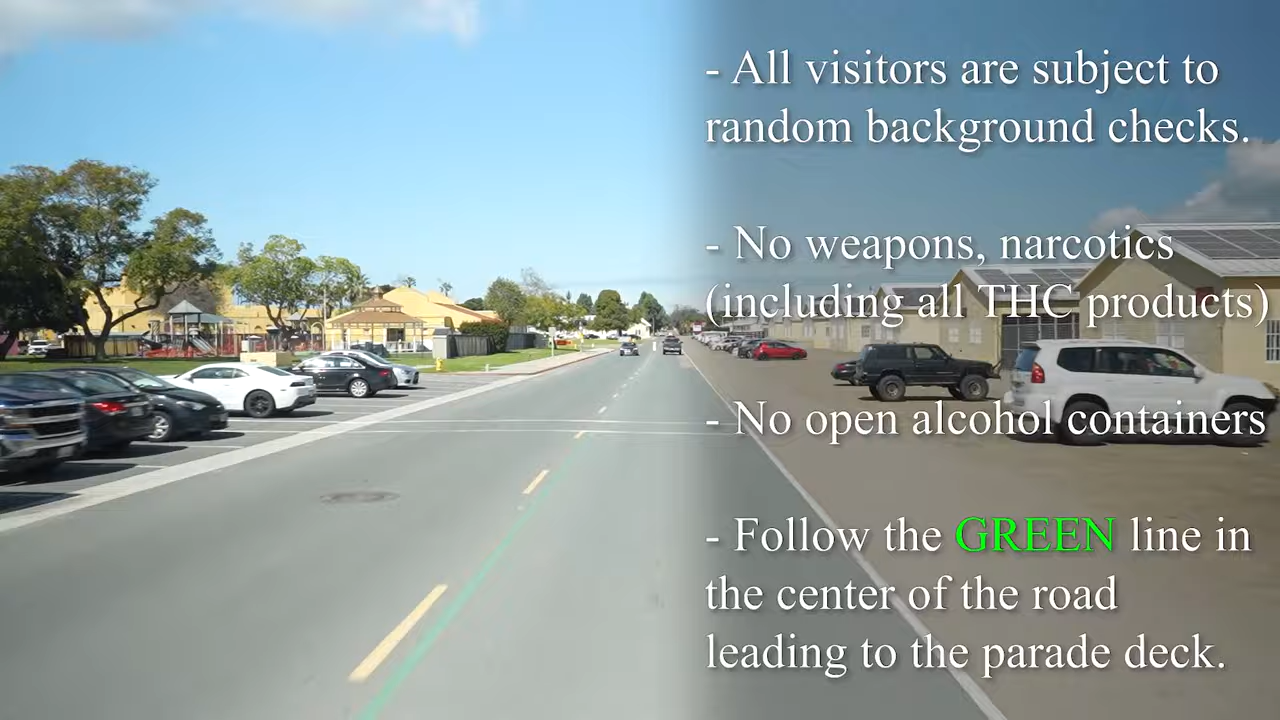 - All visitors are subject to
random background checks.
- No weapons, narcotics
(including all THC products)
- No open alcohol containers
- Follow the GREEN line in
the center of the road
leading to the parade deck.